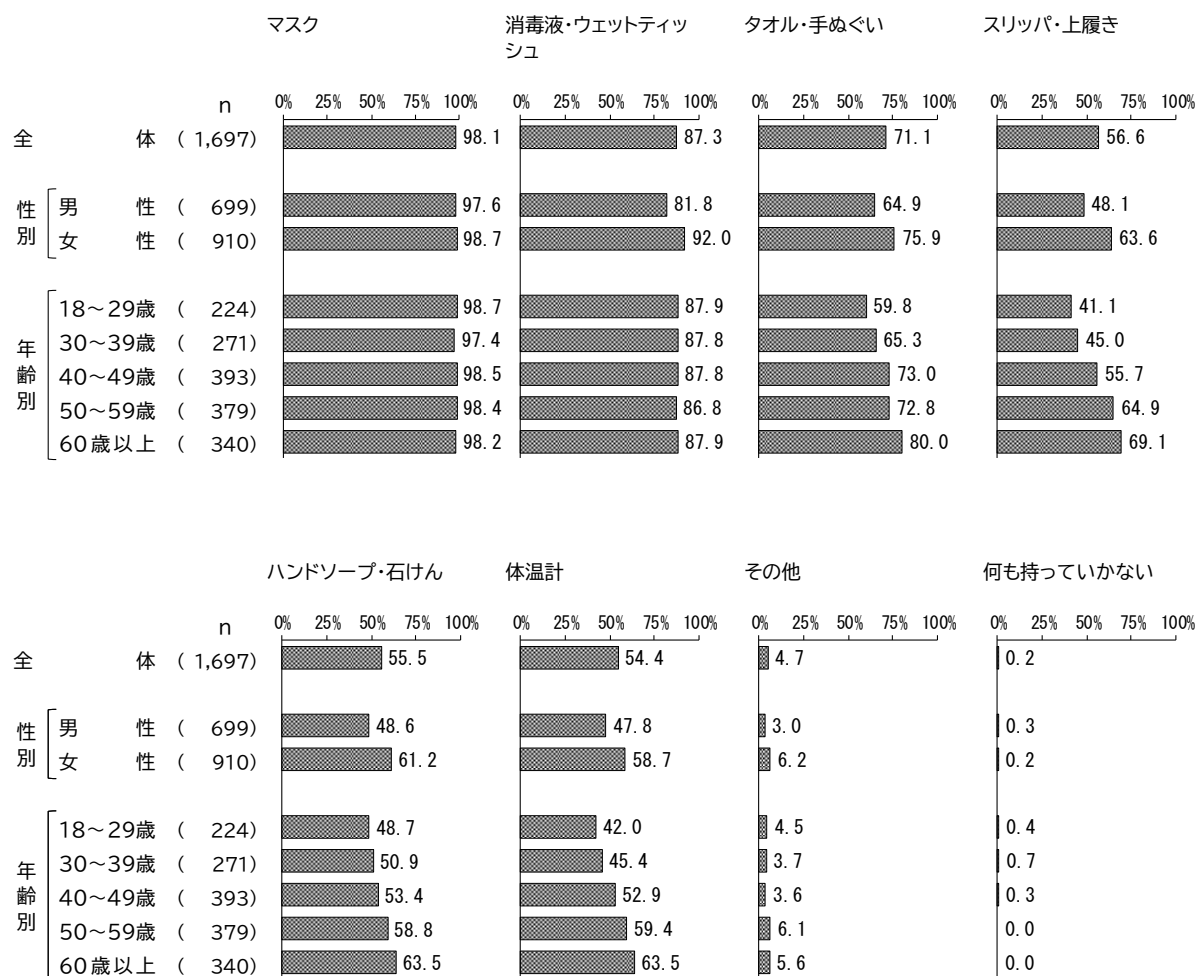 マスク 消毒液・ウェットティッ タオル・手ぬぐい スリッパ・上履き
シュ
n 0% 25% 50% 75% 100% 0% 25% 50% 75% 100% 0% 25% 50% 75% 100% 0% 25% 50% 75% 100%
全 体 ( 1,697) 98.1 87.3 71.1 56.6
性別
男 性 ( 699) 97.6 81.8 64.9 48.1
女 性 ( 910) 98.7 92.0 75.9 63.6
年齢別
18～29歳 ( 224) 98.7 87.9 59.8 41.1
30～39歳 ( 271) 97.4 87.8 65.3 45.0
40～49歳 ( 393) 98.5 87.8 73.0 55.7
50～59歳 ( 379) 98.4 86.8 72.8 64.9
60歳以上 ( 340) 98.2 87.9 80.0 69.1
ハンドソープ・石けん 体温計 その他 何も持っていかない
n 0% 25% 50% 75% 100% 0% 25% 50% 75% 100% 0% 25% 50% 75% 100% 0% 25% 50% 75% 100%
全 体 ( 1,697) 55.5 54.4 4.7 0.2
性別
男 性 ( 699) 48.6 47.8 3.0 0.3
女 性 ( 910) 61.2 58.7 6.2 0.2
年齢別
18～29歳 ( 224) 48.7 42.0 4.5 0.4
30～39歳 ( 271) 50.9 45.4 3.7 0.7
40～49歳 ( 393) 53.4 52.9 3.6 0.3
50～59歳 ( 379) 58.8 59.4 6.1 0.0
60歳以上 ( 340) 63.5 63.5 5.6 0.0